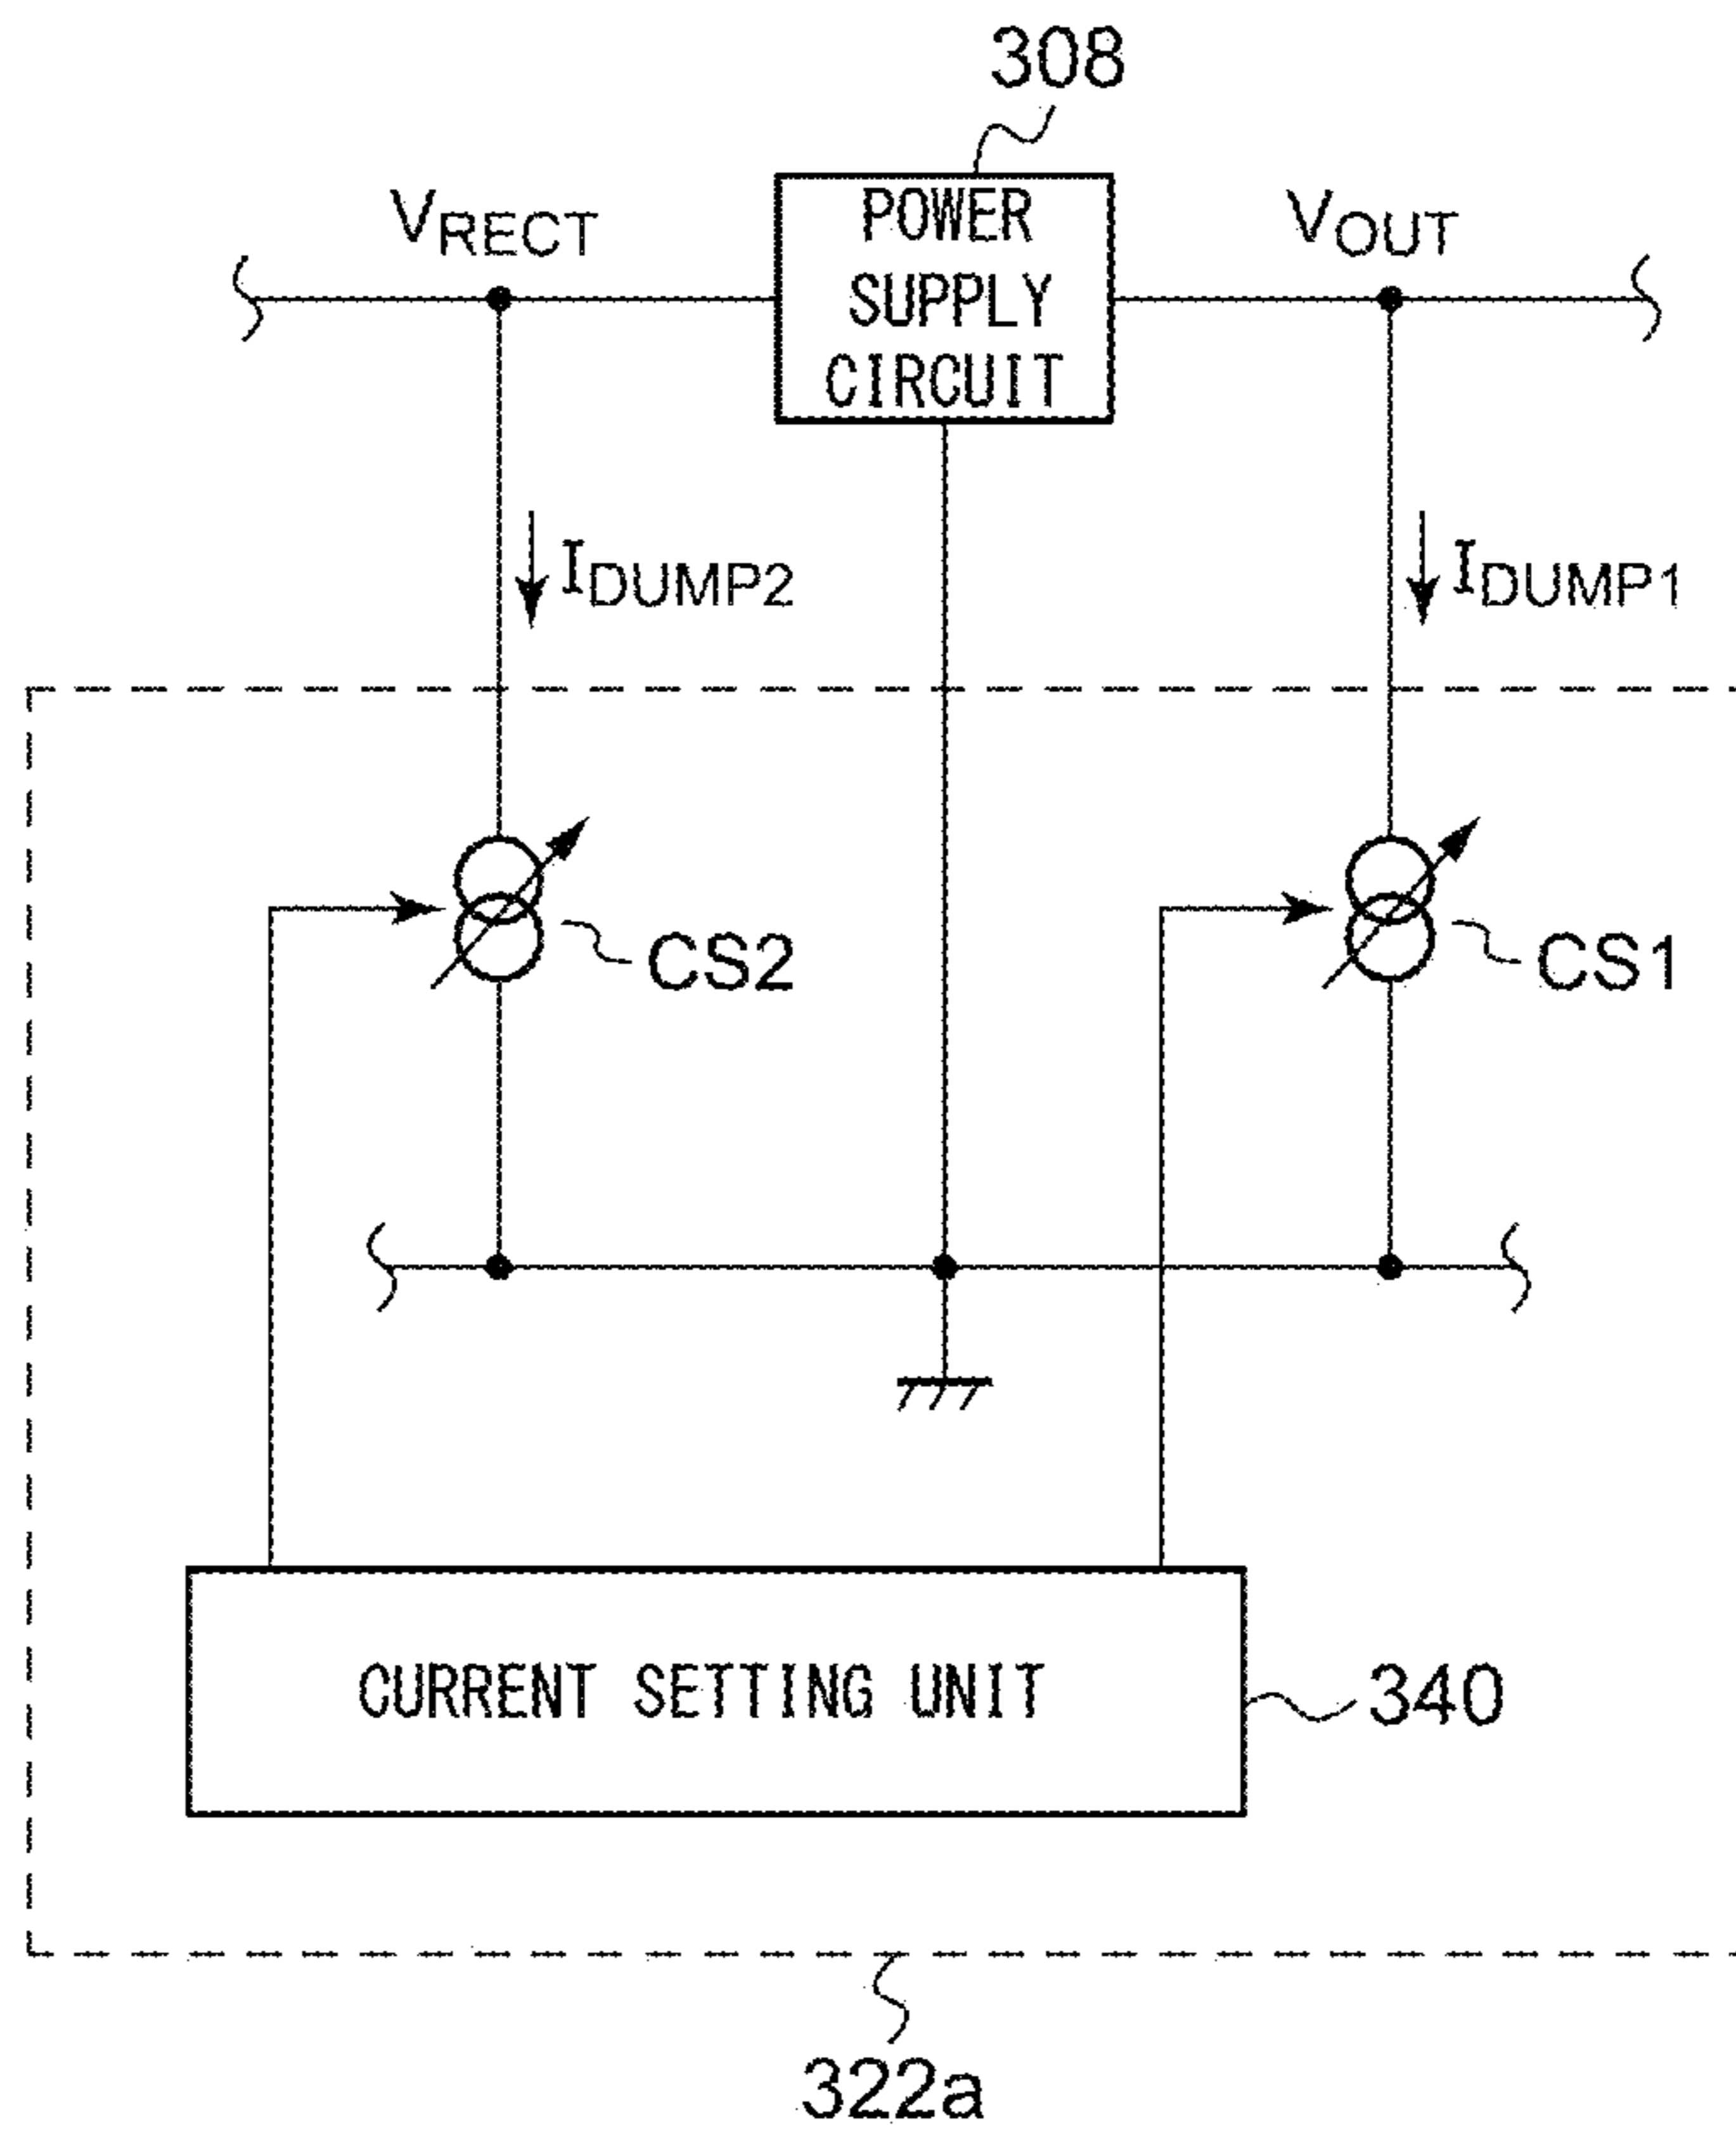 308
VRECT
POWER
SUPPLY
CIRCUIT
VOUT
IDUMP2
IDUMP1
CS2
CS1
CURRENT SETTING UNIT
340
322a